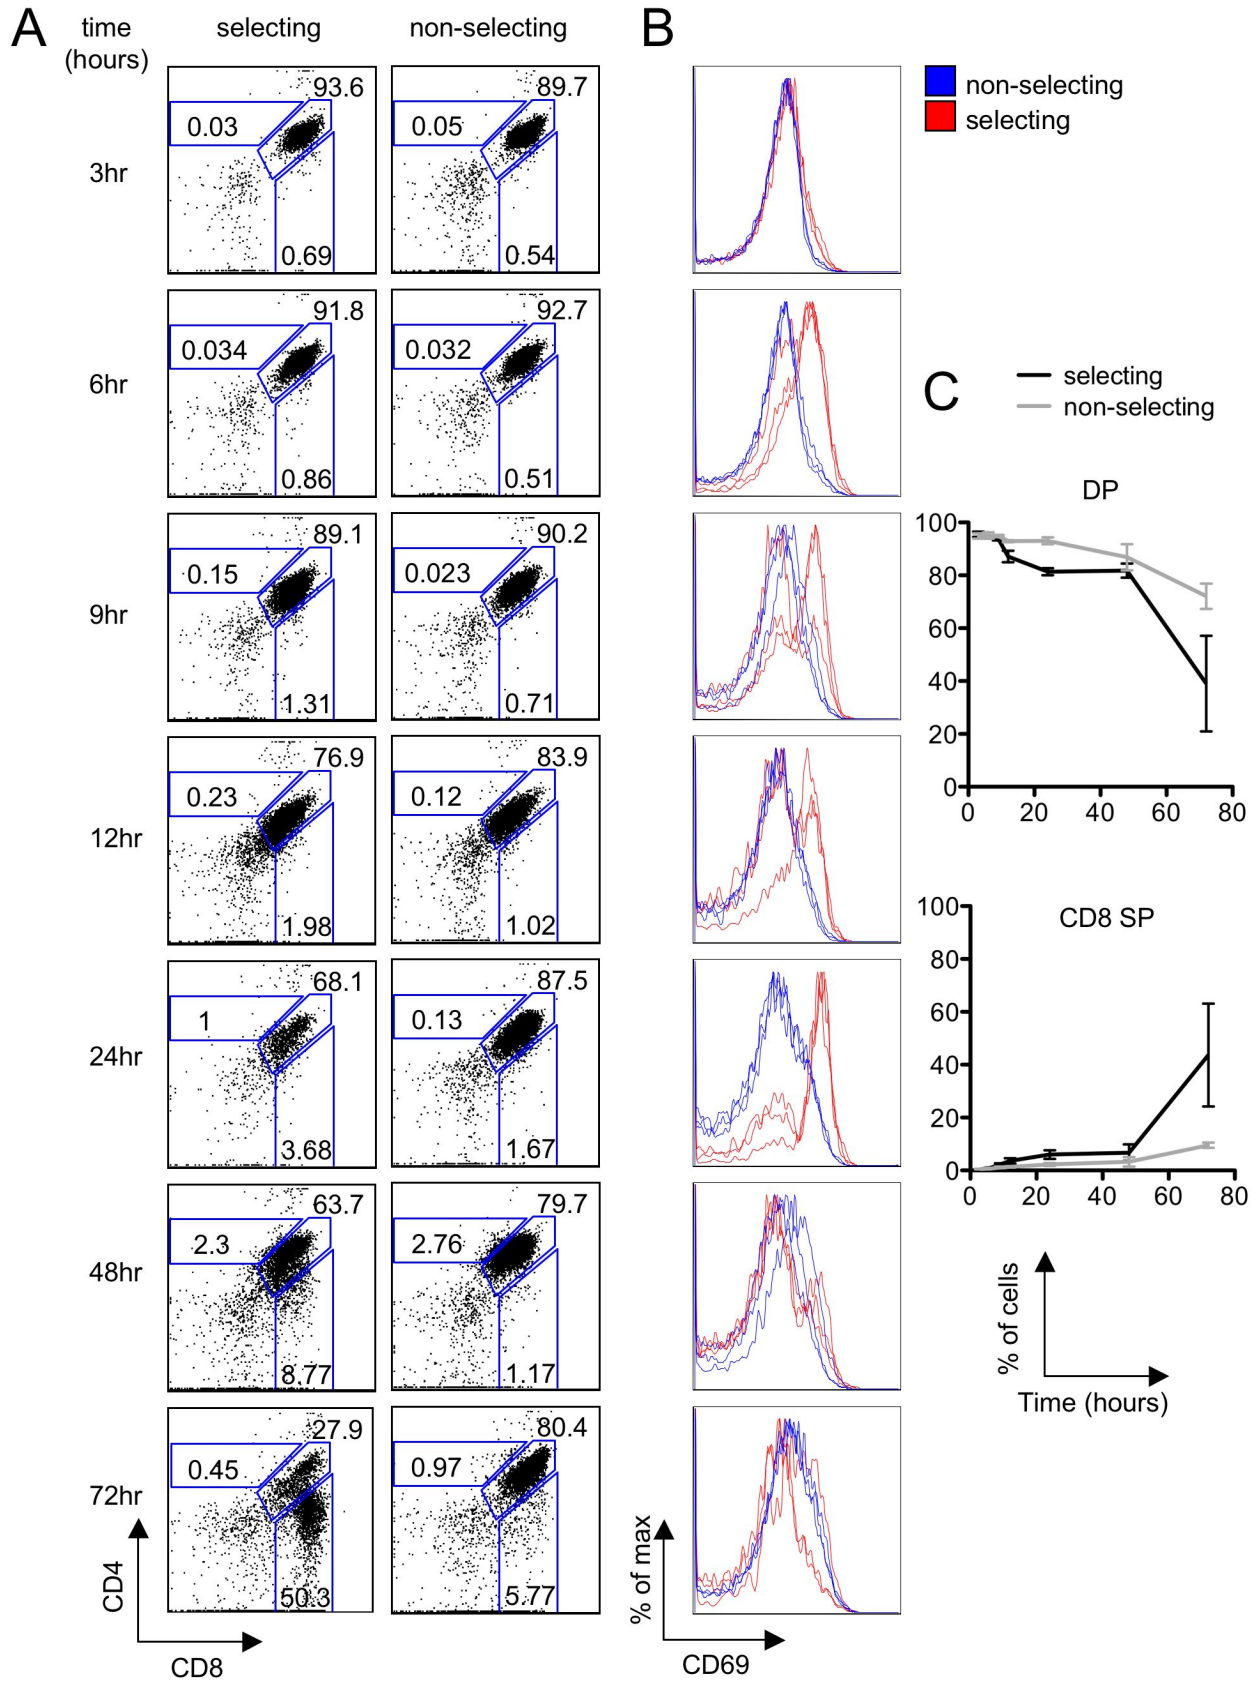 A
time
(hours)
selecting
non-selecting
3hr
93.6
0.03
0.69
89.7
0.05
0.54
6hr
91.8
0.034
0.86
92.7
0.032
0.51
9hr
89.1
0.15
1.31
90.2
0.023
0.71
12hr
76.9
0.23
1.98
83.9
0.12
1.02
24hr
68.1
1
3.68
87.5
0.13
1.67
48hr
63.7
2.3
8.77
79.7
2.76
1.17
72hr
27.9
0.45
50.3
80.4
0.97
5.77
CD4
CD8
B
non-selecting
selecting
% of max
CD69
C
selecting
non-selecting
DP
100
80
60
40
20
0
0 20 40 60 80
CD8 SP
100
80
60
40
20
0
0 20 40 60 80
% of cells
Time (hours)